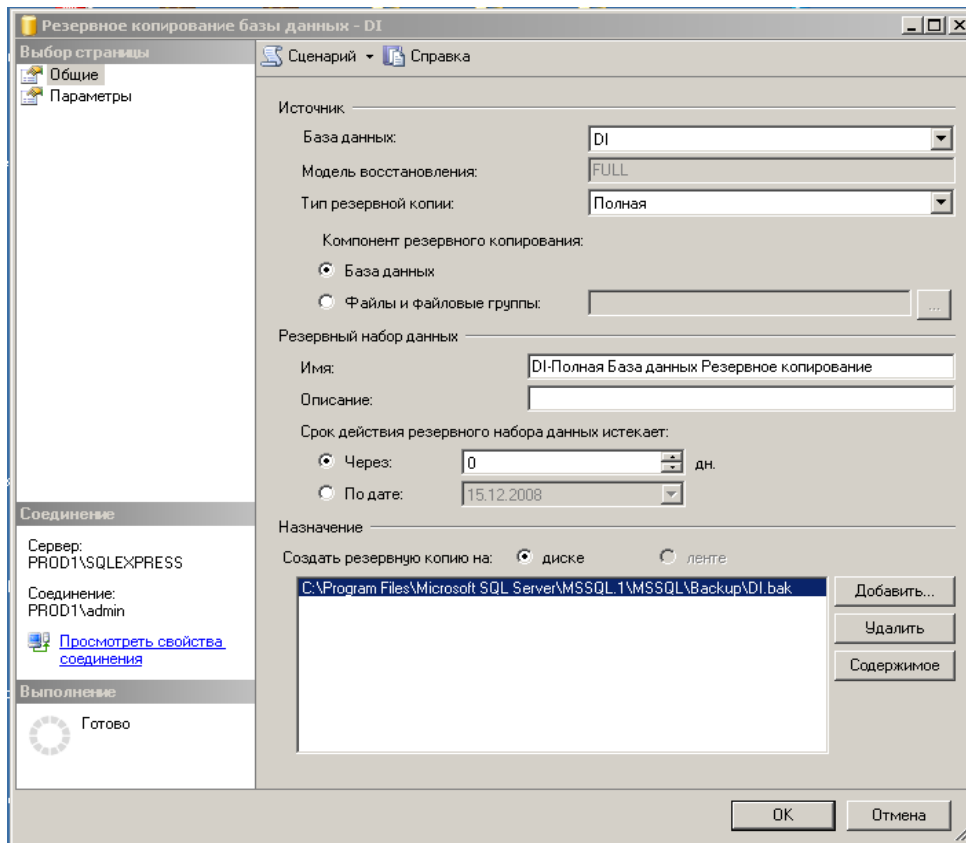 Резервное копирование базы данных - DI
Выбор страницы
Общие
Параметры
Сценарий
Справка
Источник
База данных:
DI
Модель восстановления:
FULL
Тип резервной копии:
Полная
Компонент резервного копирования:
База данных
Файлы и файловые группы:
...
Резервный набор данных
Имя:
DI-Полная База данных Резервное копирование
Описание:
Срок действия резервного набора данных истекает:
Через:
0
дн.
По дате:
15.12.2008
Назначение
Создать резервную копию на:
диске
ленте
C:\Program Files\Microsoft SQL Server\MSSQL.1\MSSQL\Backup\DI.bak
Добавить...
Удалить
Содержимое
Соединение
Сервер:
PROD1\SQLEXPRESS
Соединение:
PROD1\admin
Просмотреть свойства
соединения
Выполнение
Готово
OK
Отмена